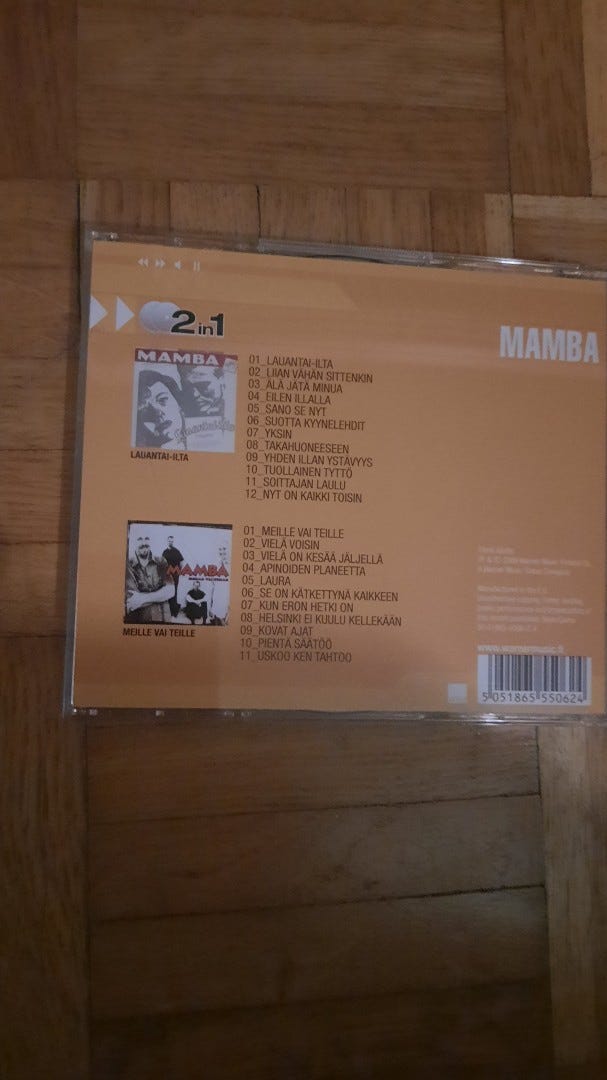 2in1
MAMBA
MAMBA
LAUANTAI-ILTA
01_LAUANTAI-ILTA
02_LIIAN VÄHÄN SITTENKIN
03_ÄLÄ JÄTÄ MINUA
04_EILEN ILLALLA
05_SANO SE NYT
06_SUOTTA KYYNELEHDIT
07_YKSIN
08_TAKAHUONEESEEN
09_YHDEN ILLAN YSTÄVYYS
10_TUOLLAINEN TYTTÖ
11_SOITTAJAN LAULU
12_NYT ON KAIKKI TOISIN
MAMBA
MEILLE VAI TEILLE
01_MEILLE VAI TEILLE
02_VIELÄ VOISIN
03_VIELÄ ON KESÄÄ JÄLJELLÄ
04_APINOIDEN PLANEETTA
05_LAURA
06_SE ON KÄTKETTYNÄ KAIKKEEN
07_KUN ERON HETKI ON
08_HELSINKI EI KUULU KELLEKÄÄN
09_KOVAT AJAT
10_PIENTÄ SÄÄTÖÖ
11_USKOO KEN TAHTOO
www.warnermusic.fi
5 051865 550624